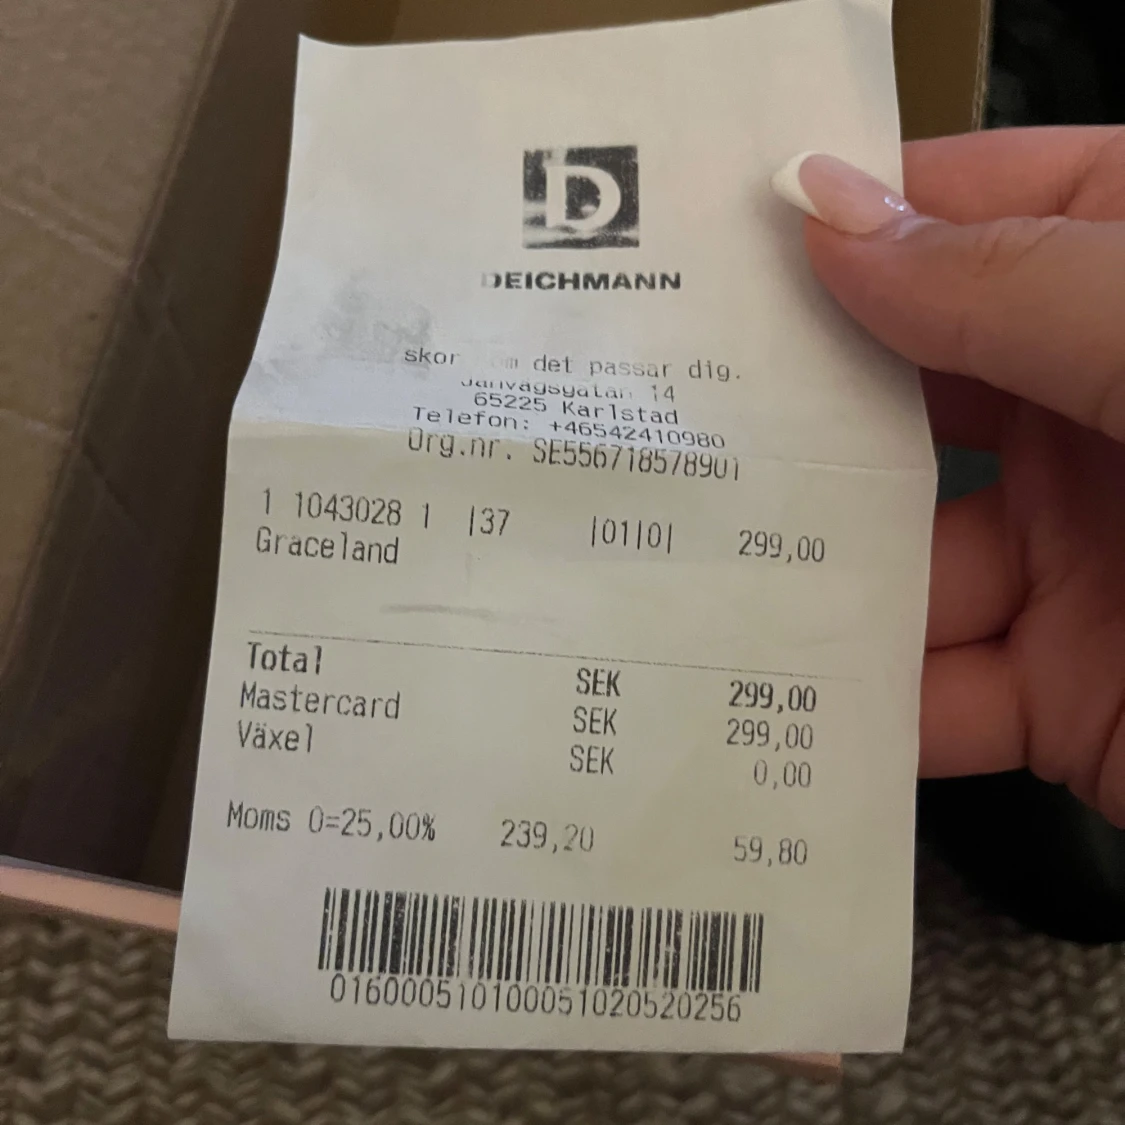 D
DEICHMANN
skor det passar dig.
14
65225 Karlstad
Telefon: +46542410980
Org.nr. SE556718578901
1 1043028 1 |37 |01|0| 299,00
Graceland
Total SEK 299,00
Mastercard SEK 299,00
Växel SEK 0,00
Moms 0=25,00% 239,20 59,80
016000510100051020520256